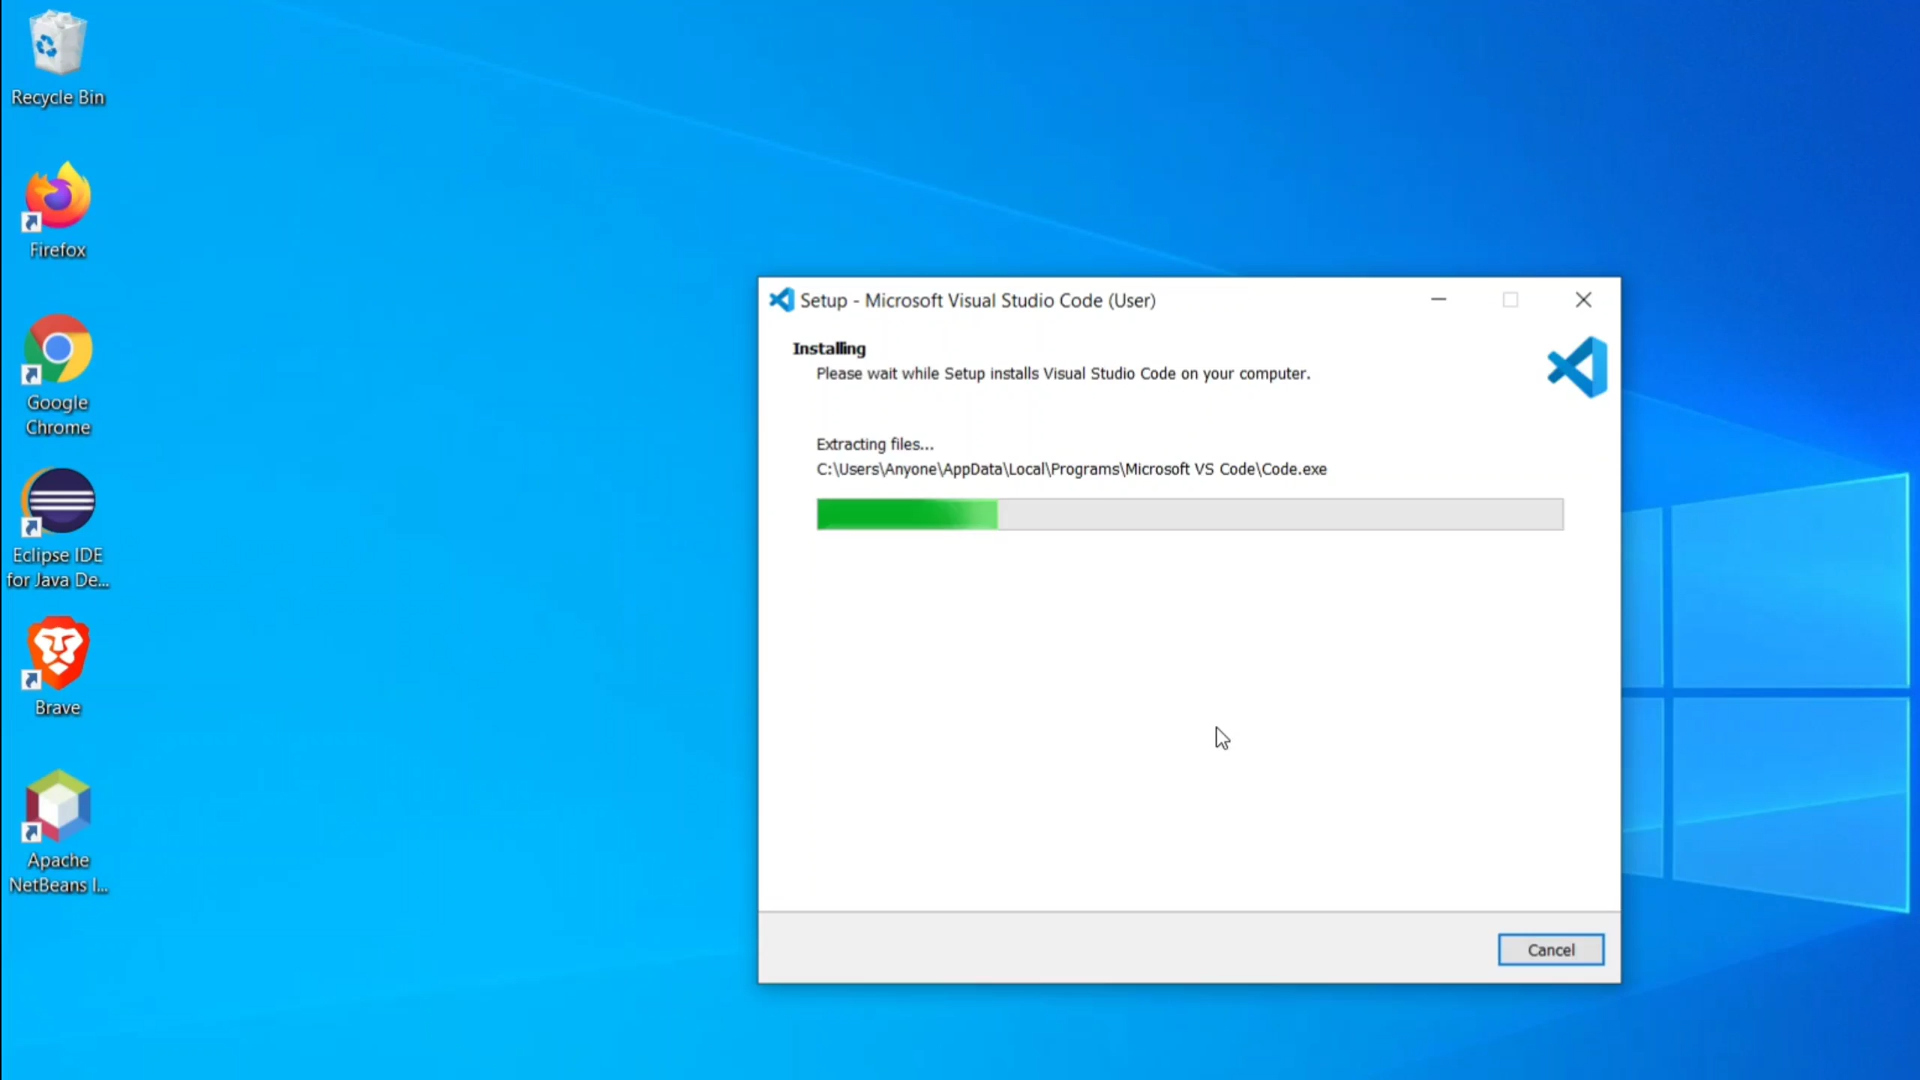 Recycle Bin
Firefox
Google
Chrome
Eclipse IDE
for Java De...
Brave
Apache
NetBeans I...
Setup - Microsoft Visual Studio Code (User)
Installing
Please wait while Setup installs Visual Studio Code on your computer.
Extracting files...
C:\Users\Anyone\AppData\Local\Programs\Microsoft VS Code\Code.exe
Cancel